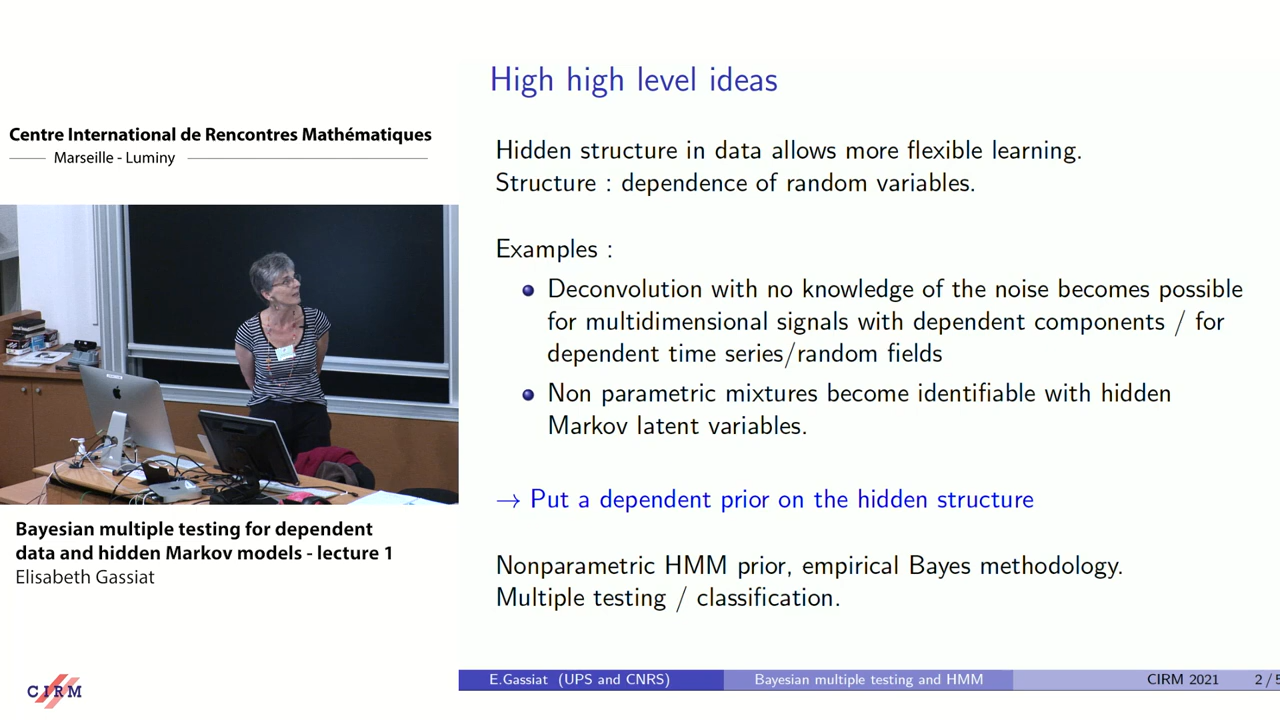 Centre International de Rencontres Mathématiques
Marseille - Luminy
Bayesian multiple testing for dependent
data and hidden Markov models - lecture 1
Elisabeth Gassiat
CIRM
High high level ideas
Hidden structure in data allows more flexible learning.
Structure : dependence of random variables.
Examples :
Deconvolution with no knowledge of the noise becomes possible
for multidimensional signals with dependent components / for
dependent time series/random fields
Non parametric mixtures become identifiable with hidden
Markov latent variables.
→ Put a dependent prior on the hidden structure
Nonparametric HMM prior, empirical Bayes methodology.
Multiple testing / classification.
E.Gassiat (UPS and CNRS) Bayesian multiple testing and HMM CIRM 2021 2 / 5